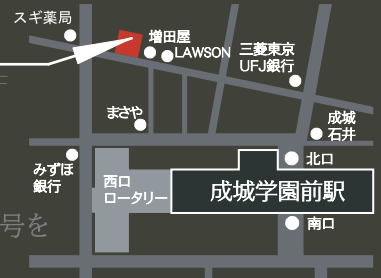 スギ薬局
増田屋
LAWSON
三菱東京
UFJ銀行
まさや
成城
石井
みずほ
銀行
西口
ロータリー
北口
成城学園前駅
南口
号を